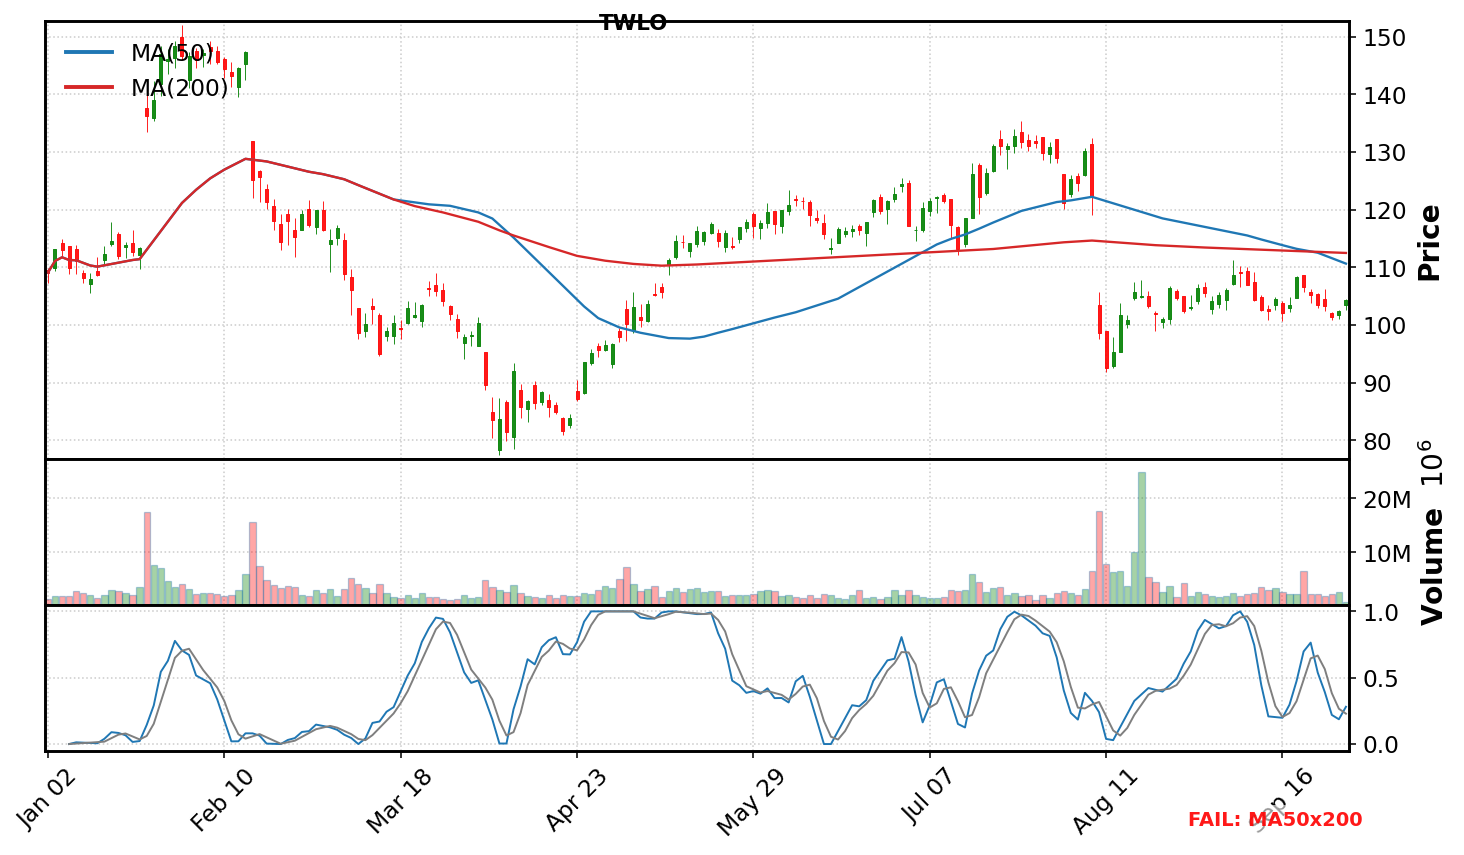 TWLO
MA(50)
MA(200)
150
140
130
120
110
100
90
80
Price
20M
10M
Volume 10⁶
1.0
0.5
0.0
Jan 02
Feb 10
Mar 18
Apr 23
May 29
Jul 07
Aug 11
Sep 16
FAIL: MA50x200